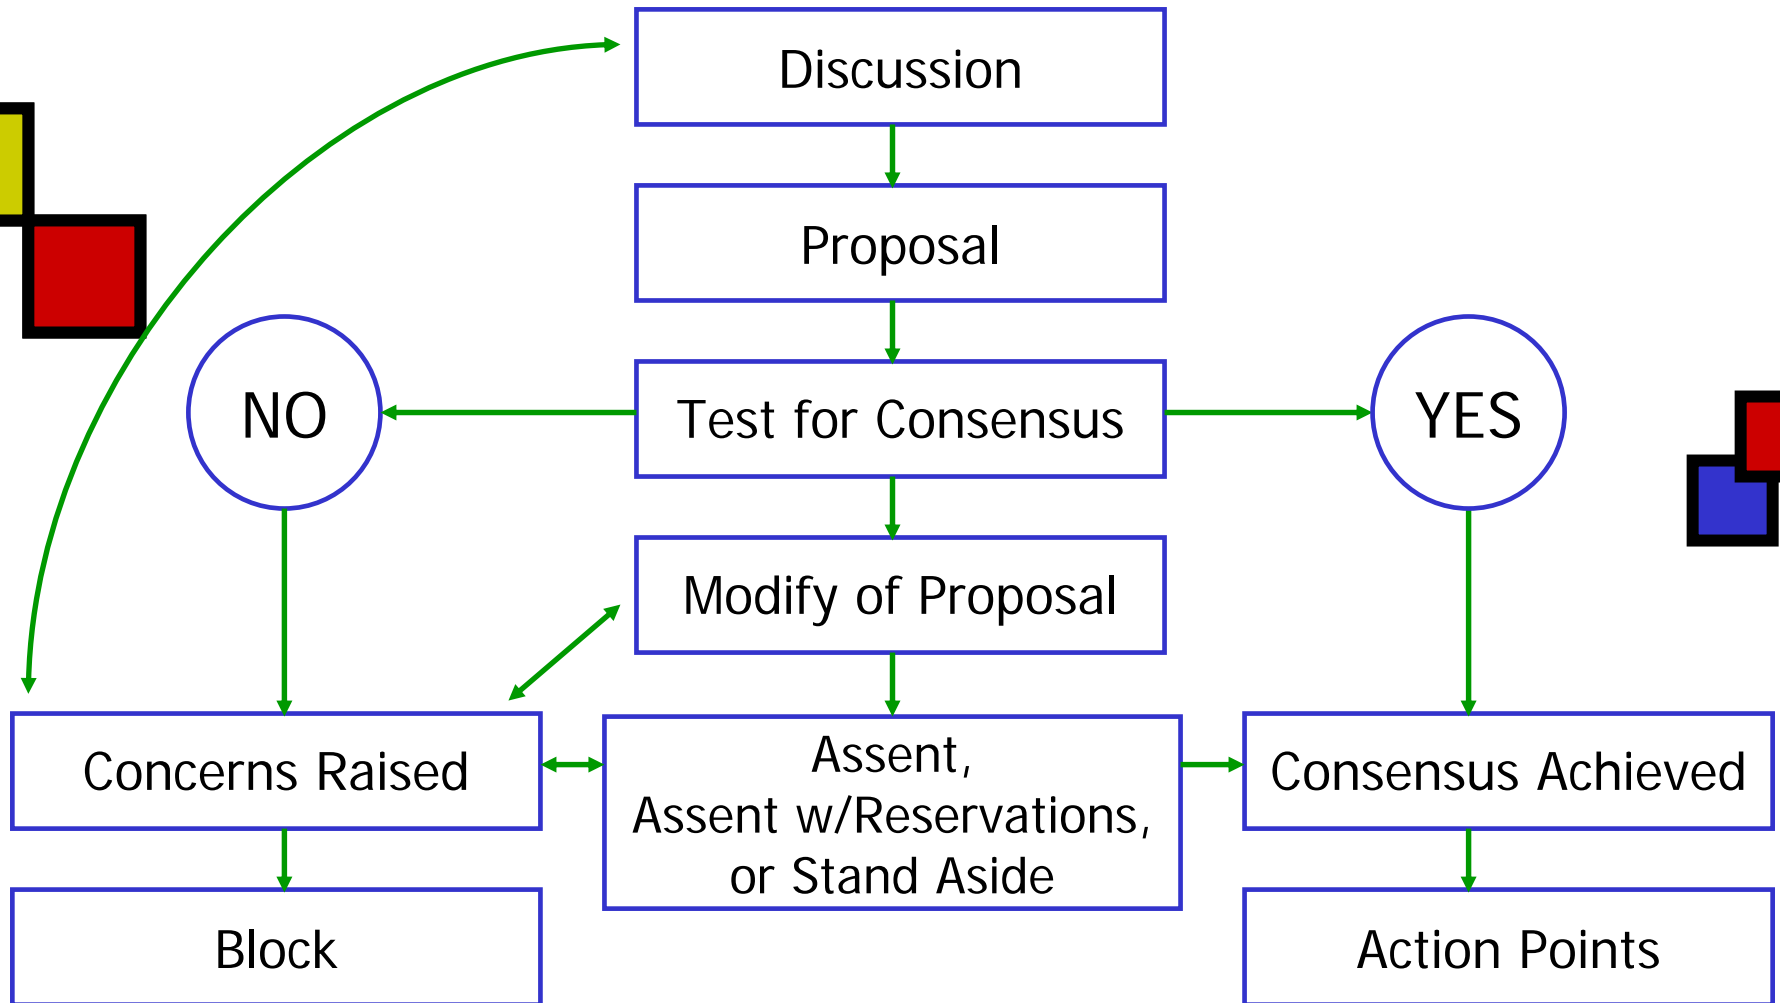 Discussion
Proposal
NO
Test for Consensus
YES
Modify of Proposal
Concerns Raised
Assent,
Assent w/Reservations,
or Stand Aside
Consensus Achieved
Block
Action Points